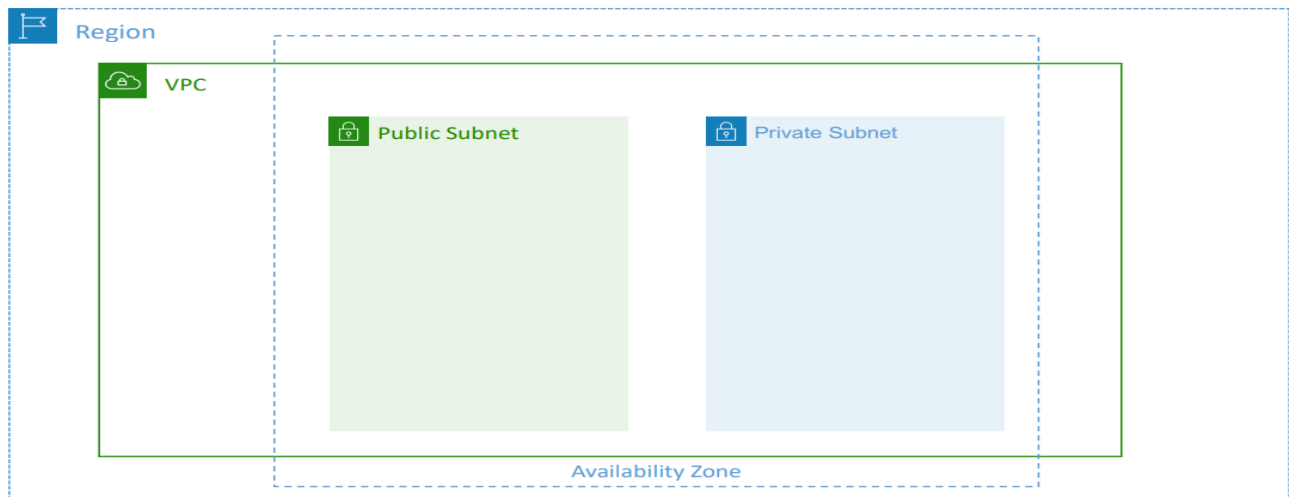 Region
VPC
Public Subnet
Private Subnet
Availability Zone